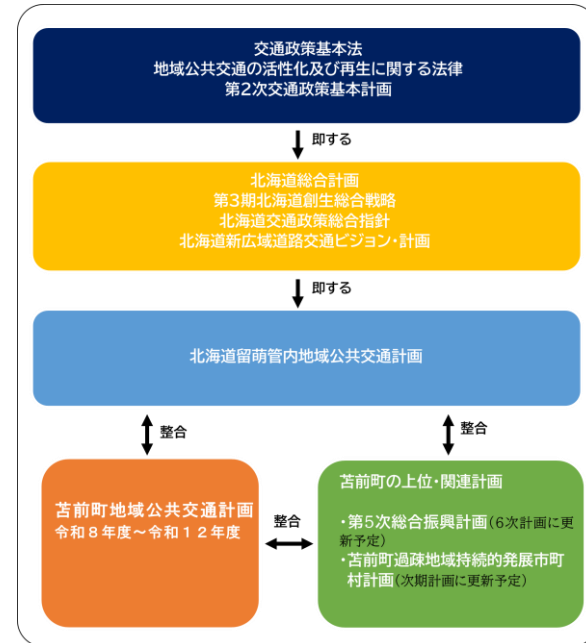 交通政策基本法
地域公共交通の活性化及び再生に関する法律
第2次交通政策基本計画
即する
北海道総合計画
第3期北海道創生総合戦略
北海道交通政策総合指針
北海道新広域道路交通ビジョン・計画
即する
北海道留萌管内地域公共交通計画
整合
整合
苫前町地域公共交通計画
令和８年度～令和１２年度
整合
苫前町の上位・関連計画
・第5次総合振興計画(6次計画に更
新予定)
・苫前町過疎地域持続的発展市町
村計画(次期計画に更新予定)